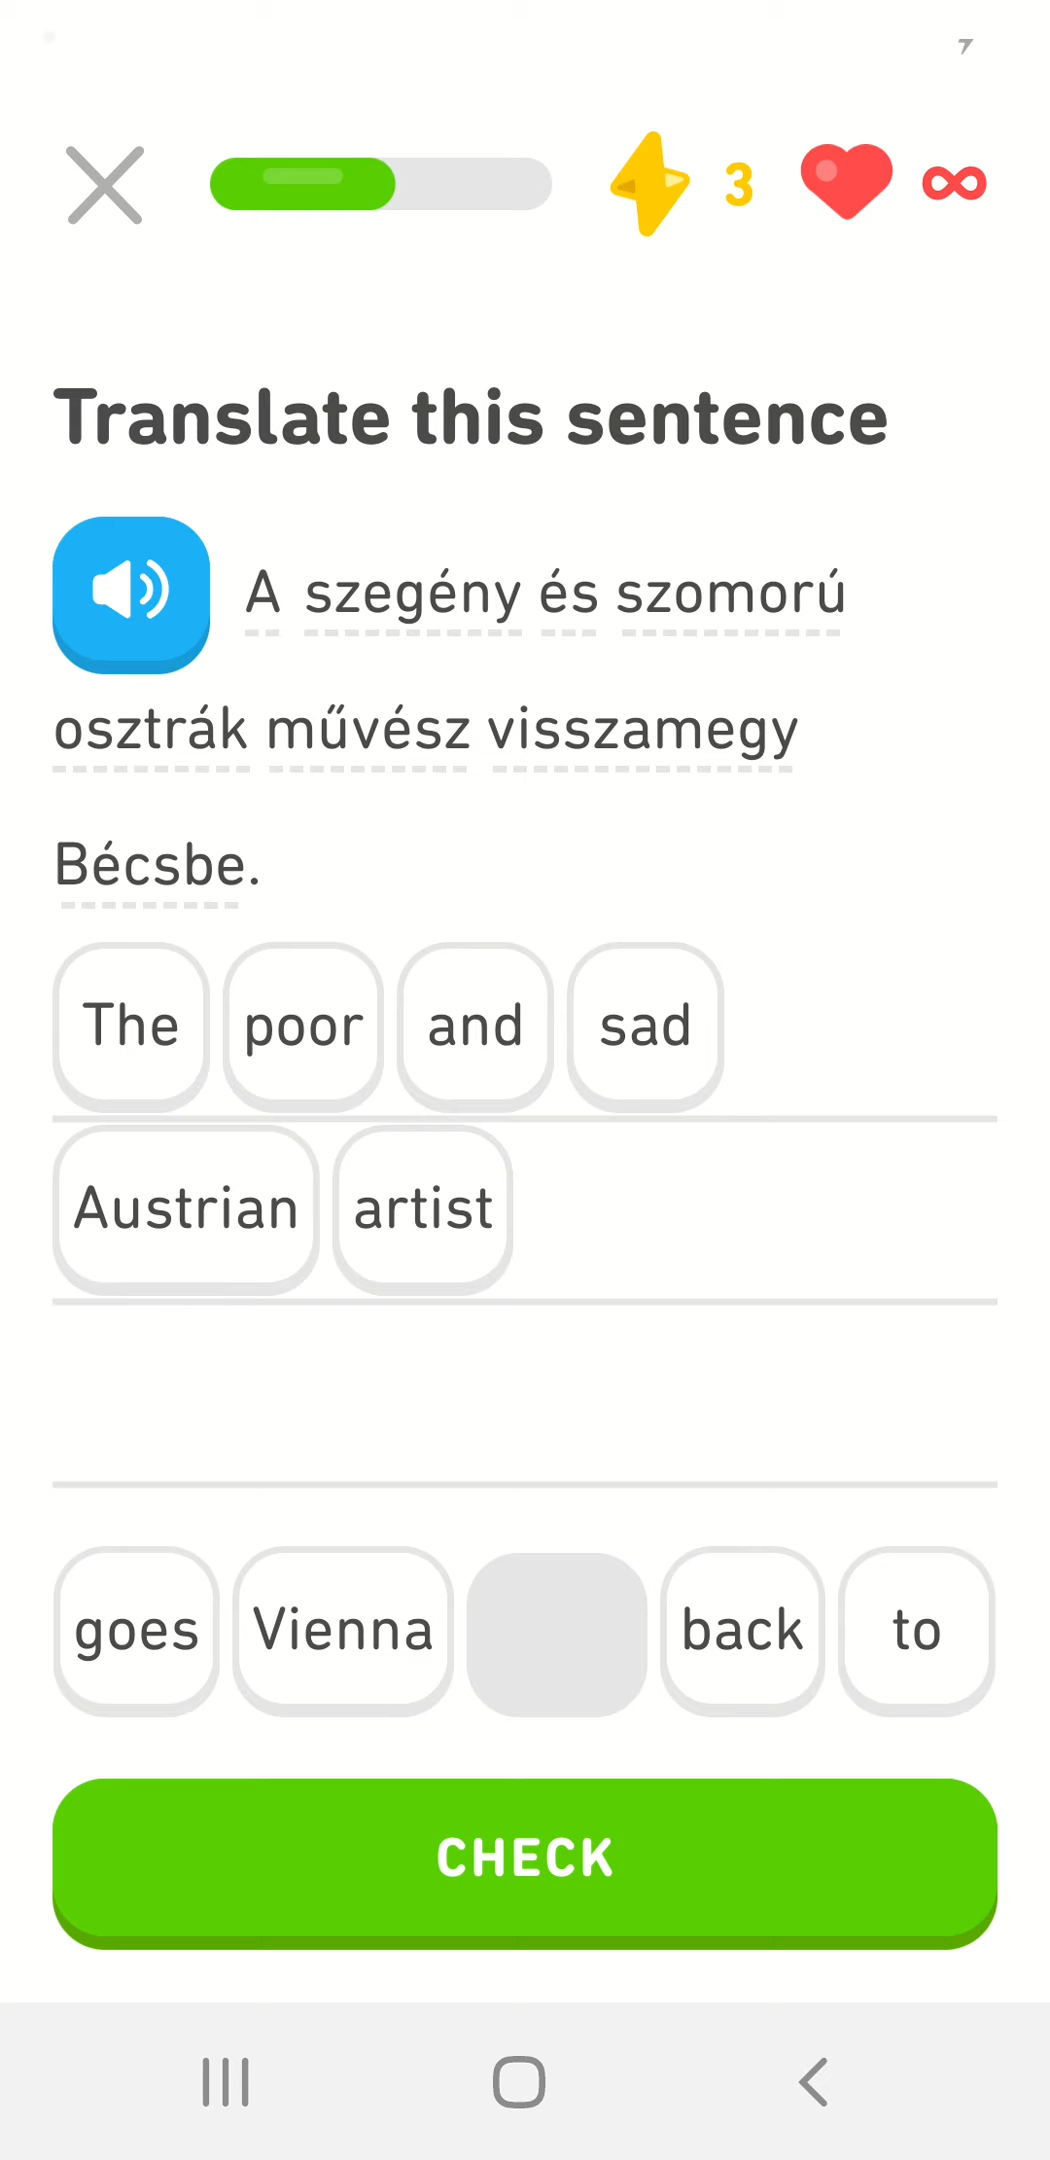 3 ∞
Translate this sentence
A szegény és szomorú
osztrák művész visszamegy
Bécsbe.
The poor and sad
Austrian artist
goes Vienna back to
CHECK